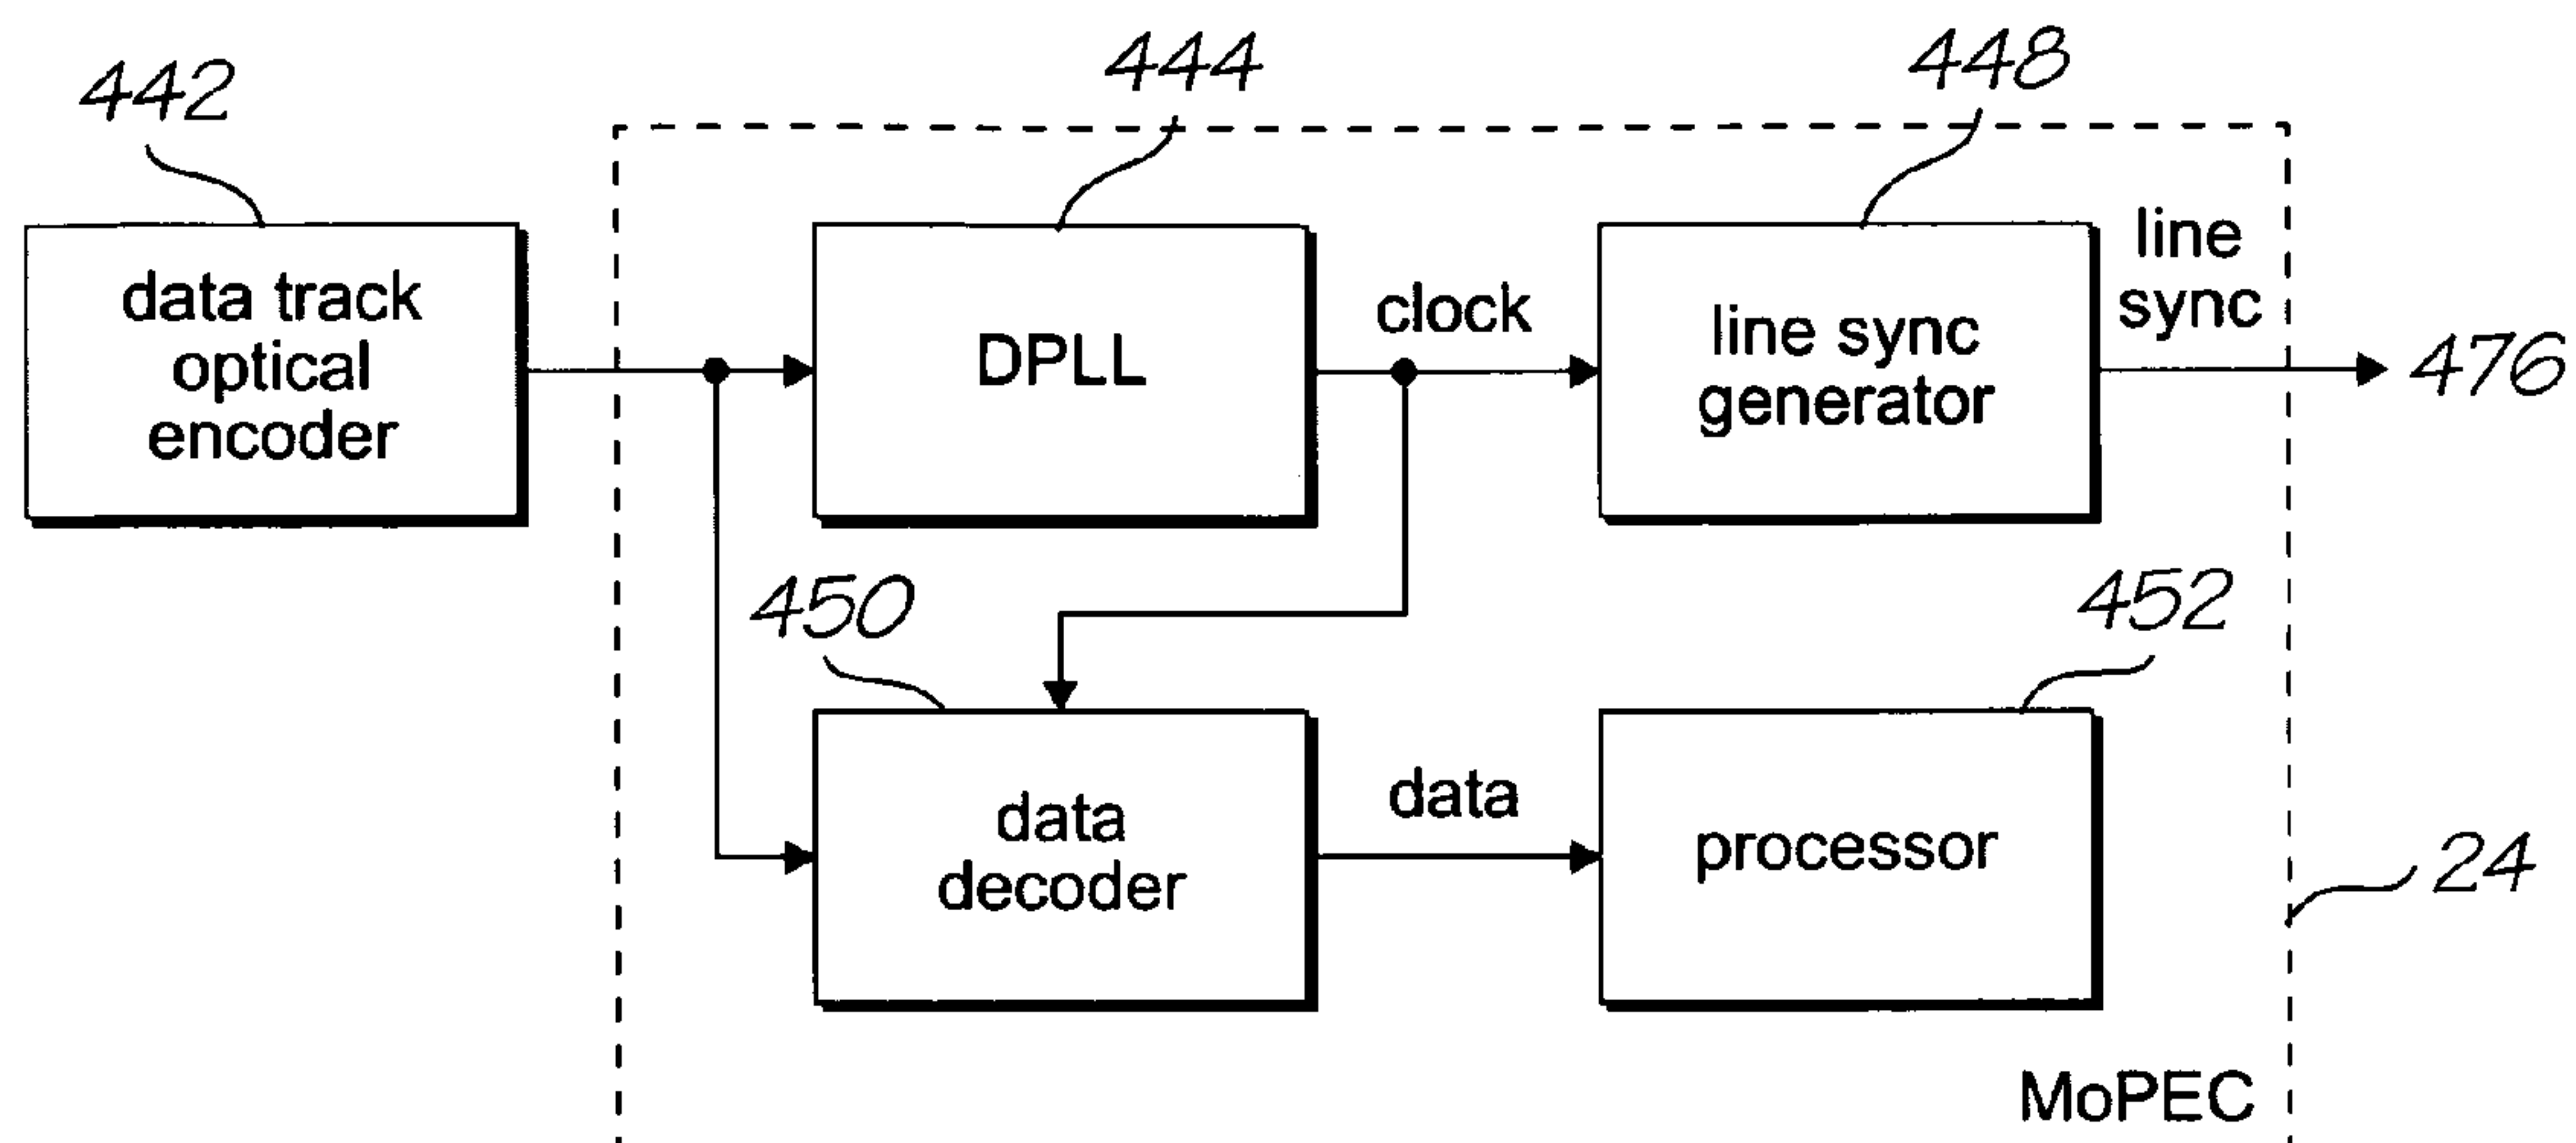 442
444
448
data track
optical
encoder
DPLL
clock
line sync
generator
line
sync
476
450
452
data
decoder
data
processor
24
MoPEC